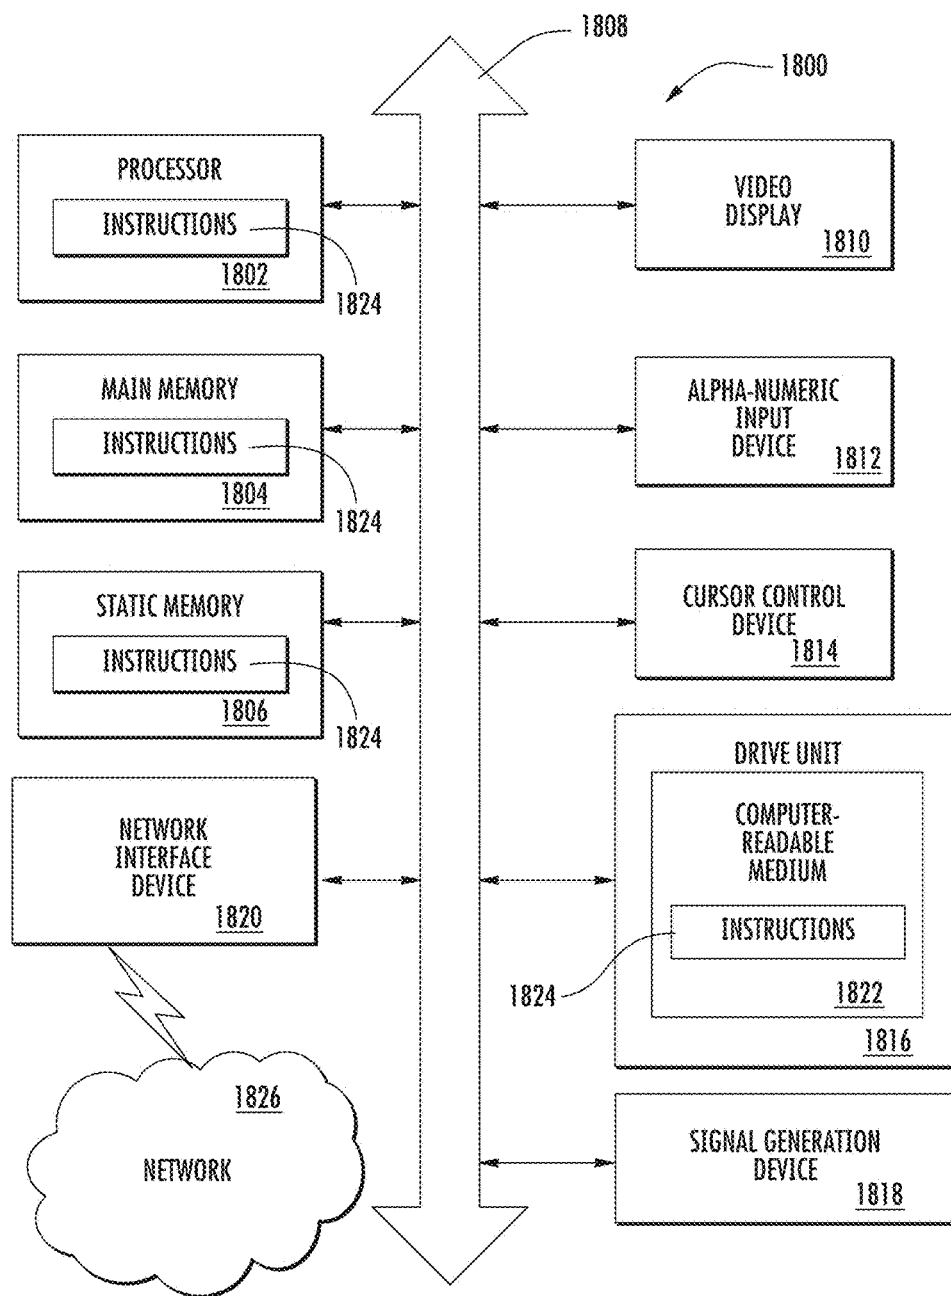 1808
1800
PROCESSOR
INSTRUCTIONS
1802
1824
MAIN MEMORY
INSTRUCTIONS
1804
1824
STATIC MEMORY
INSTRUCTIONS
1806
1824
NETWORK
INTERFACE
DEVICE
1820
1826
NETWORK
VIDEO
DISPLAY
1810
ALPHA-NUMERIC
INPUT
DEVICE
1812
CURSOR CONTROL
DEVICE
1814
DRIVE UNIT
COMPUTER-
READABLE
MEDIUM
INSTRUCTIONS
1824
1822
1816
SIGNAL GENERATION
DEVICE
1818